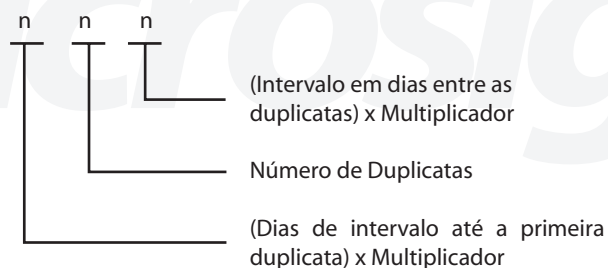 n n n
(Intervalo em dias entre as
duplicatas) x Multiplicador
Número de Duplicatas
(Dias de intervalo até a primeira
duplicata) x Multiplicador